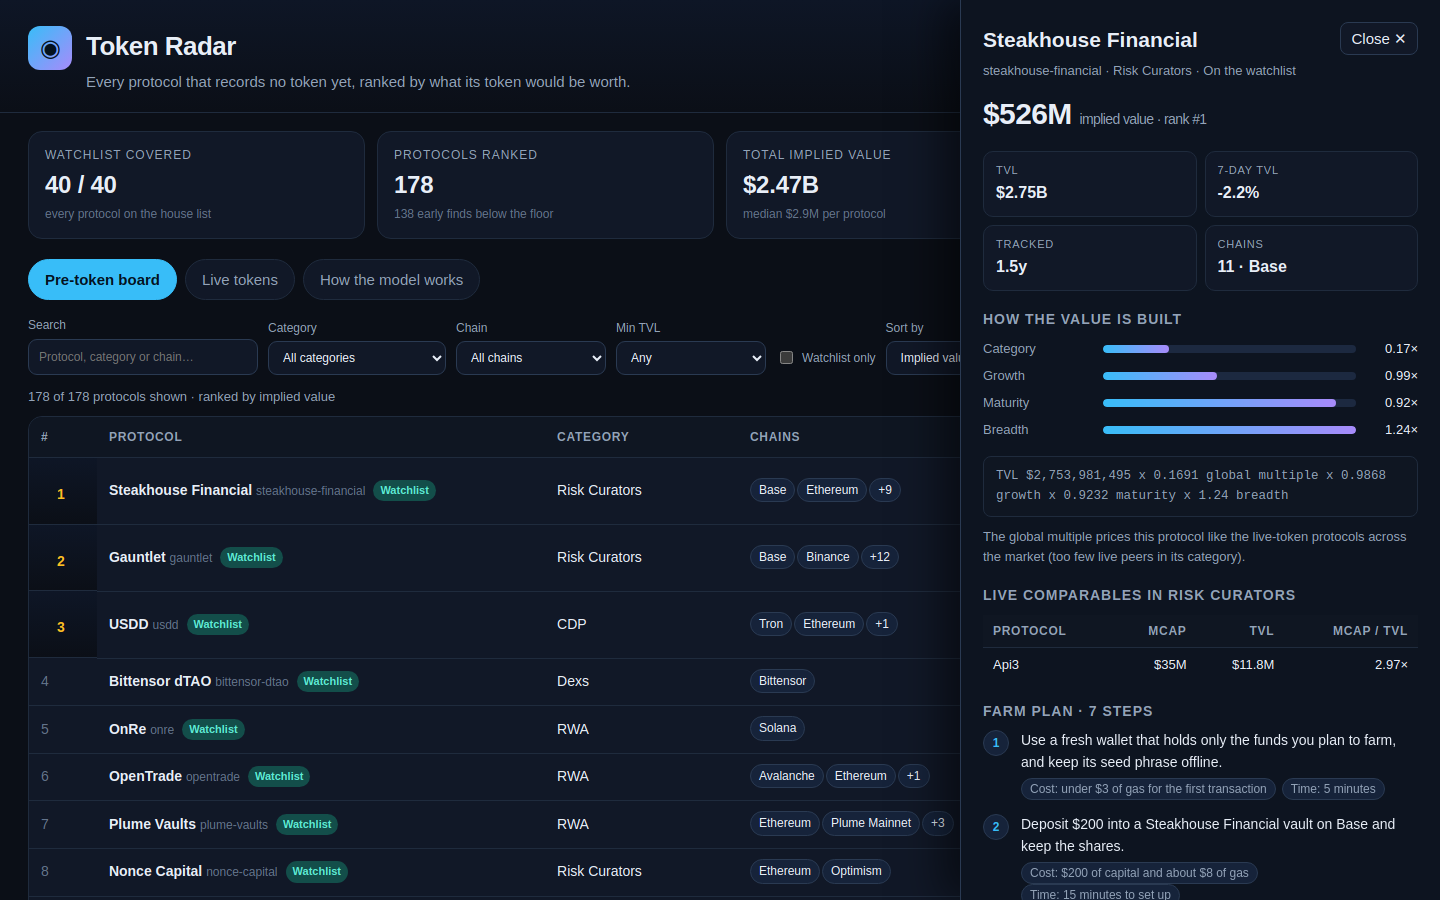 Token Radar
Every protocol that records no token yet, ranked by what its token would be worth.
WATCHLIST COVERED
40 / 40
every protocol on the house list
PROTOCOLS RANKED
178
138 early finds below the floor
TOTAL IMPLIED VALUE
$2.47B
median $2.9M per protocol
Pre-token board
Live tokens
How the model works
Search
Protocol, category or chain…
Category
All categories
Chain
All chains
Min TVL
Any
Watchlist only
Sort by
Implied valu
178 of 178 protocols shown · ranked by implied value
# PROTOCOL CATEGORY CHAINS
1 Steakhouse Financial steakhouse-financial Watchlist Risk Curators Base Ethereum +9
2 Gauntlet gauntlet Watchlist Risk Curators Base Binance +12
3 USDD usdd Watchlist CDP Tron Ethereum +1
4 Bittensor dTAO bittensor-dtao Watchlist Dexs Bittensor
5 OnRe onre Watchlist RWA Solana
6 OpenTrade opentrade Watchlist RWA Avalanche Ethereum +1
7 Plume Vaults plume-vaults Watchlist RWA Ethereum Plume Mainnet +3
8 Nonce Capital nonce-capital Watchlist Risk Curators Ethereum Optimism
Steakhouse Financial
Close ✕
steakhouse-financial · Risk Curators · On the watchlist
$526M implied value · rank #1
TVL
$2.75B
7-DAY TVL
-2.2%
TRACKED
1.5y
CHAINS
11 · Base
HOW THE VALUE IS BUILT
Category 0.17×
Growth 0.99×
Maturity 0.92×
Breadth 1.24×
TVL $2,753,981,495 x 0.1691 global multiple x 0.9868
growth x 0.9232 maturity x 1.24 breadth
The global multiple prices this protocol like the live-token protocols across
the market (too few live peers in its category).
LIVE COMPARABLES IN RISK CURATORS
PROTOCOL MCAP TVL MCAP / TVL
Api3 $35M $11.8M 2.97×
FARM PLAN · 7 STEPS
1 Use a fresh wallet that holds only the funds you plan to farm,
and keep its seed phrase offline.
Cost: under $3 of gas for the first transaction Time: 5 minutes
2 Deposit $200 into a Steakhouse Financial vault on Base and
keep the shares.
Cost: $200 of capital and about $8 of gas
Time: 15 minutes to set up